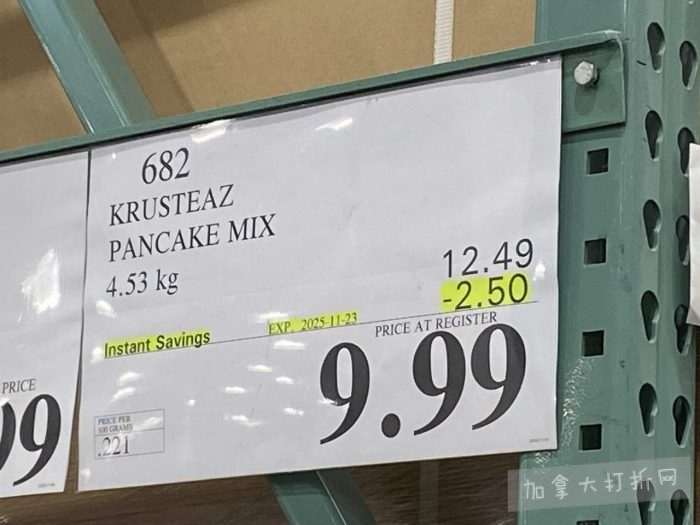 682
KRUSTEAZ
PANCAKE MIX
4.53 kg
12.49
-2.50
Instant Savings
EXP. 2025-11-23
PRICE AT REGISTER
9.99
PRICE PER
100 GRAMS
.221
PRICE
99
加拿大打折网